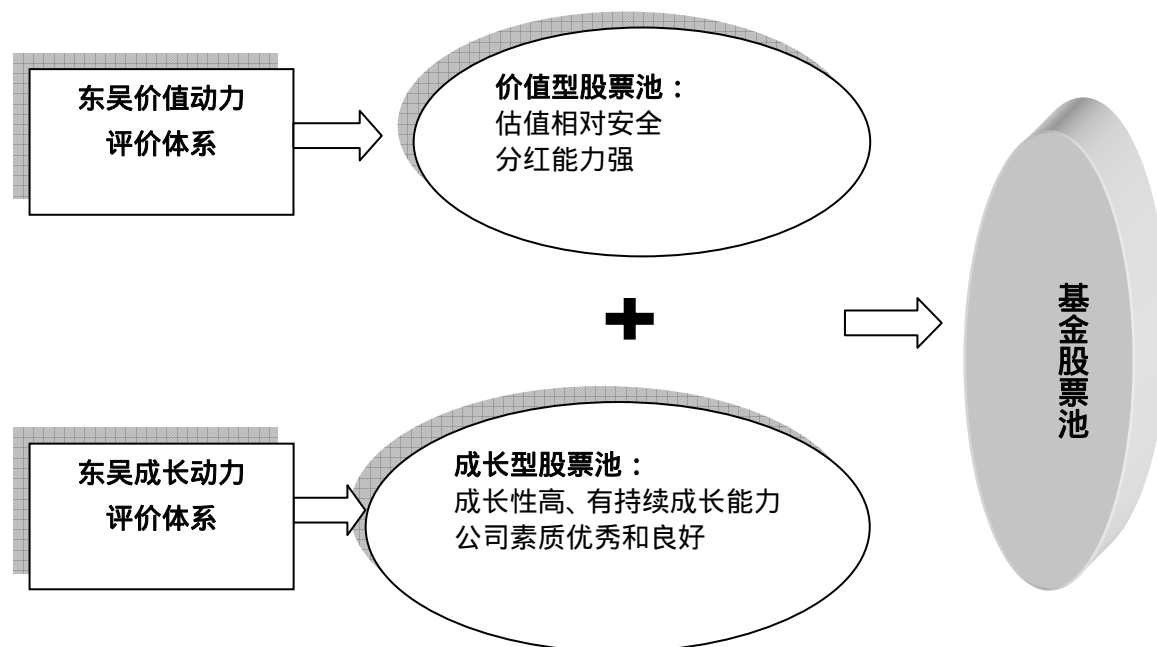 东吴价值动力
评价体系
价值型股票池：
估值相对安全
分红能力强
+
基金股票池
东吴成长动力
评价体系
成长型股票池：
成长性高、有持续成长能力
公司素质优秀和良好